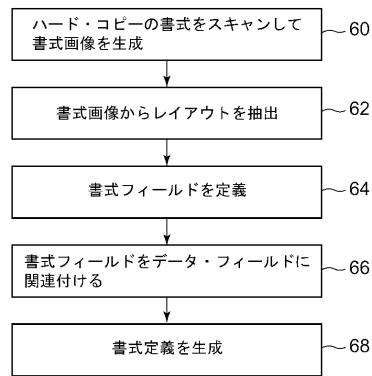 ハード・コピーの書式をスキャンして
書式画像を生成
60
書式画像からレイアウトを抽出
62
書式フィールドを定義
64
書式フィールドをデータ・フィールドに
関連付ける
66
書式定義を生成
68